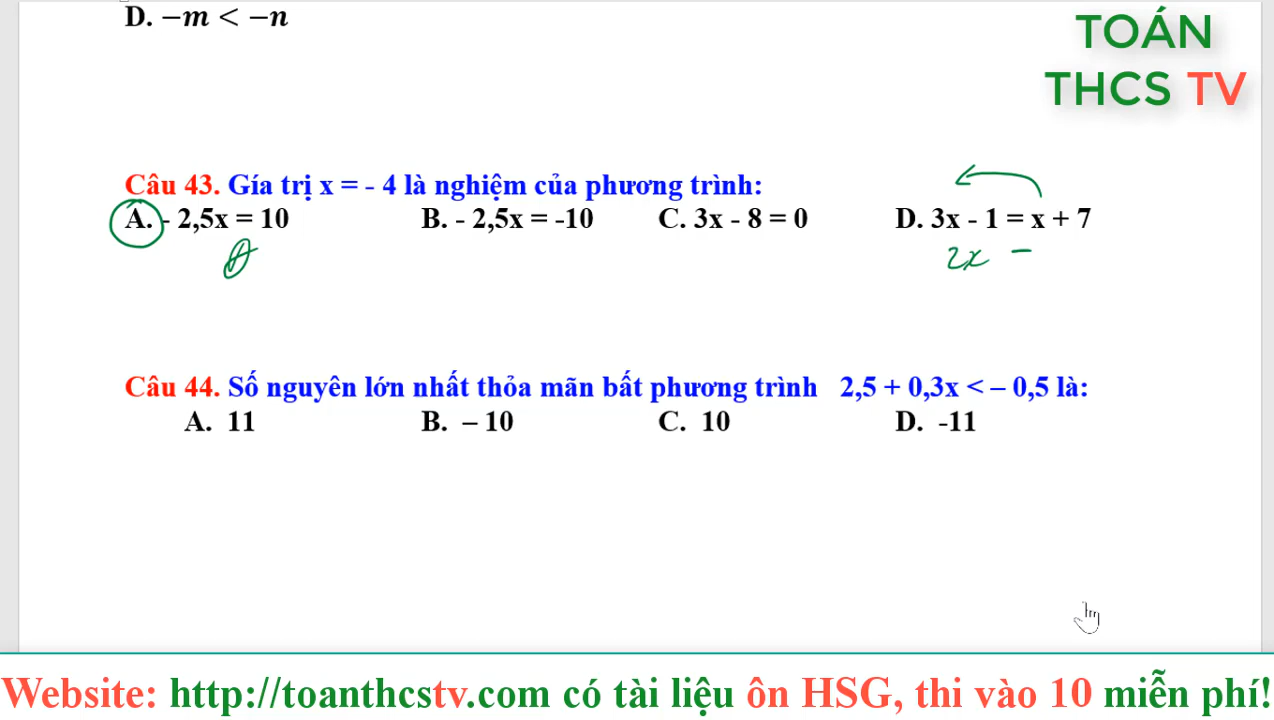 D. −m < −n
TOÁN
THCS TV
Câu 43. Gía trị x = - 4 là nghiệm của phương trình:
A. - 2,5x = 10 B. - 2,5x = -10 C. 3x - 8 = 0 D. 3x - 1 = x + 7
2x =
Câu 44. Số nguyên lớn nhất thỏa mãn bất phương trình 2,5 + 0,3x < – 0,5 là:
A. 11 B. – 10 C. 10 D. -11
Website: http://toanthcstv.com có tài liệu ôn HSG, thi vào 10 miễn phí!